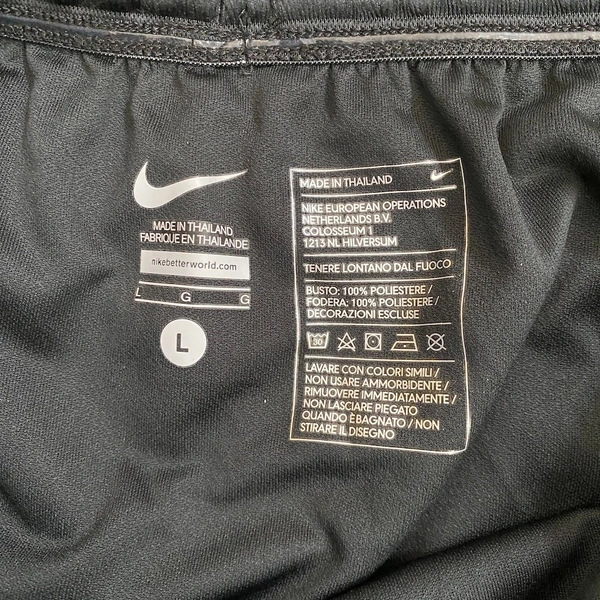 MADE IN THAILAND
FABRIQUE EN THAILANDE
nikebetterworld.com
L G G
L
MADE IN THAILAND
NIKE EUROPEAN OPERATIONS
NETHERLANDS B.V.
COLOSSEUM 1
1213 NL HILVERSUM
TENERE LONTANO DAL FUOCO
BUSTO: 100% POLIESTERE /
FODERA: 100% POLIESTERE /
DECORAZIONI ESCLUSE
30
LAVARE CON COLORI SIMILI /
NON USARE AMMORBIDENTE /
RIMUOVERE IMMEDIATAMENTE /
NON LASCIARE PIEGATO
QUANDO È BAGNATO / NON
STIRARE IL DISEGNO